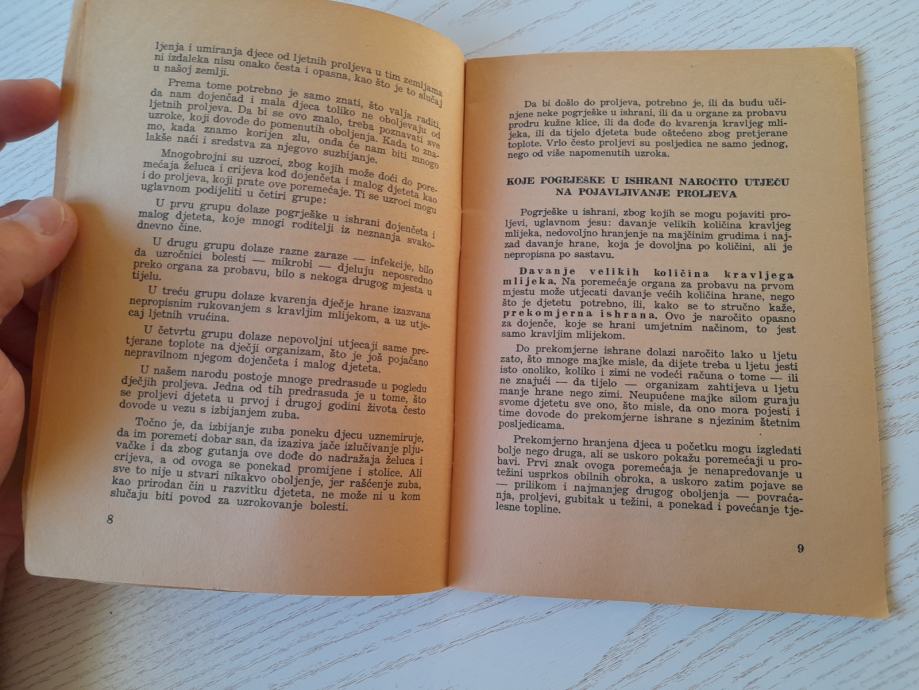 ljenja i umiranja djece od ljetnih proljeva u tim zemljama
ni izdaleka nisu onako česta i opasna, kao što je to slučaj
u našoj zemlji.
Prema tome potrebno je samo znati, što valja raditi,
da nam dojenčad i mala djeca toliko ne oboljevaju od
ljetnih proljeva. Da bi se ovo znalo, treba poznavati sve
uzroke, koji dovode do pomenutih oboljenja. Kada to zna-
mo, kada znamo korijen zlu, onda će nam biti mnogo
lakše naći i sredstva za njegovo suzbijanje.
Mnogobrojni su uzroci, zbog kojih može doći do pore-
mećaja želuca i crijeva kod dojenčeta i malog djeteta kao
i do proljeva, koji prate ove poremećaje. Ti se uzroci mogu
uglavnom podijeliti u četiri grupe:
U prvu grupu dolaze pogrješke u ishrani dojenčeta i
malog djeteta, koje mnogi roditelji iz neznanja svako-
dnevno čine.
U drugu grupu dolaze razne zaraze — infekcije, bilo
da uzročnici bolesti — mikrobi — djeluju neposredno
preko organa za probavu, bilo s nekoga drugog mjesta u
tijelu.
U treću grupu dolaze kvarenja dječje hrane izazvana
nepropisnim rukovanjem s kravljim mlijekom, a uz utje-
caj ljetnih vrućina.
U četvrtu grupu dolaze nepovoljni utjecaji same pre-
tjerane toplote na dječji organizam, što je još pojačano
nepravilnom njegom dojenčeta i malog djeteta.
U našem narodu postoje mnoge predrasude u pogledu
dječjih proljeva. Jedna od tih predrasuda je u tome, što
se proljevi djeteta u prvoj i drugoj godini života često
dovode u vezu s izbijanjem zuba.
Točno je, da izbijanje zuba poneku djecu uznemiruje,
da im poremeti dobar san, da izaziva jače izlučivanje plju-
vačke i da zbog gutanja ove dođe do nadražaja želuca i
crijeva, a od ovoga se ponekad promijene i stolice. Ali
sve to nije u stvari nikakvo oboljenje, jer rašćenje zuba,
kao prirodan čin u razvitku djeteta, ne može ni u kom
slučaju biti povod za uzrokovanje bolesti.
8
Da bi došlo do proljeva, potrebno je, ili da budu uči-
njene neke pogrješke u ishrani, ili da u organe za probavu
prodru kužne klice, ili da dođe do kvarenja kravljeg mli-
jeka, ili da tijelo djeteta bude oštećeno zbog pretjerane
toplote. Vrlo često proljevi su posljedica ne samo jednog,
nego od više napomenutih uzroka.
KOJE POGRJEŠKE U ISHRANI NAROČITO UTJEČU
NA POJAVLJIVANJE PROLJEVA
Pogrješke u ishrani, zbog kojih se mogu pojaviti pro-
ljevi, uglavnom jesu: davanje velikih količina kravljeg
mlijeka, nedovoljno hranjenje na majčinim grudima i naj-
zad davanje hrane, koja je dovoljna po količini, ali je
nepropisna po sastavu.
Davanje velikih količina kravljega
mlijeka. Na poremećaje organa za probavu na prvom
mjestu može utjecati davanje većih količina hrane, nego
što je djetetu potrebno, ili, kako se to stručno kaže,
prekomjerna ishrana. Ovo je naročito opasno
za dojenče, koje se hrani umjetnim načinom, to jest
samo kravljim mlijekom.
Do prekomjerne ishrane dolazi naročito lako u ljetu
zato, što mnoge majke misle, da dijete treba u ljetu jesti
isto onoliko, koliko i zimi ne vodeći računa o tome — ili
ne znajući — da tijelo — organizam zahtijeva u ljetu
manje hrane nego zimi. Neupućene majke silom guraju
svome djetetu sve ono, što misle, da ono mora pojesti i
time dovode do prekomjerne ishrane s njezinim štetnim
posljedicama.
Prekomjerno hranjena djeca u početku mogu izgledati
bolje nego druga, ali se uskoro pokažu poremećaji u pro-
bavi. Prvi znak ovoga poremećaja je nenapredovanje u
težini usprkos obilnih obroka, a uskoro zatim pojave se
— prilikom i najmanjeg drugog oboljenja — povraća-
nja, proljevi, gubitak u težini, a ponekad i povećanje tje-
lesne topline.
9